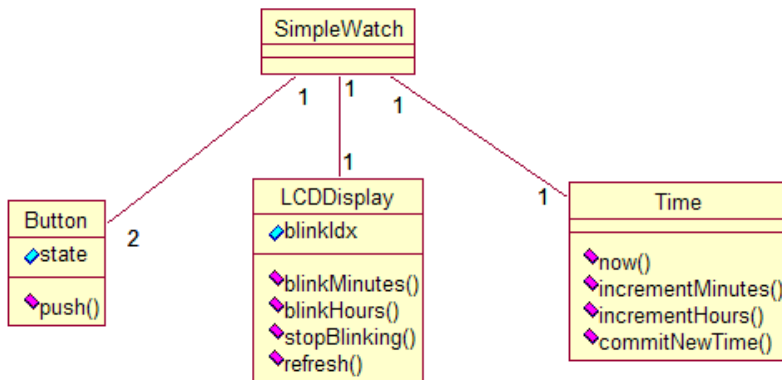 SimpleWatch
1
1
1
1
2
1
Button
state
push()
LCDDisplay
blinkIdx
blinkMinutes()
blinkHours()
stopBlinking()
refresh()
Time
now()
incrementMinutes()
incrementHours()
commitNewTime()